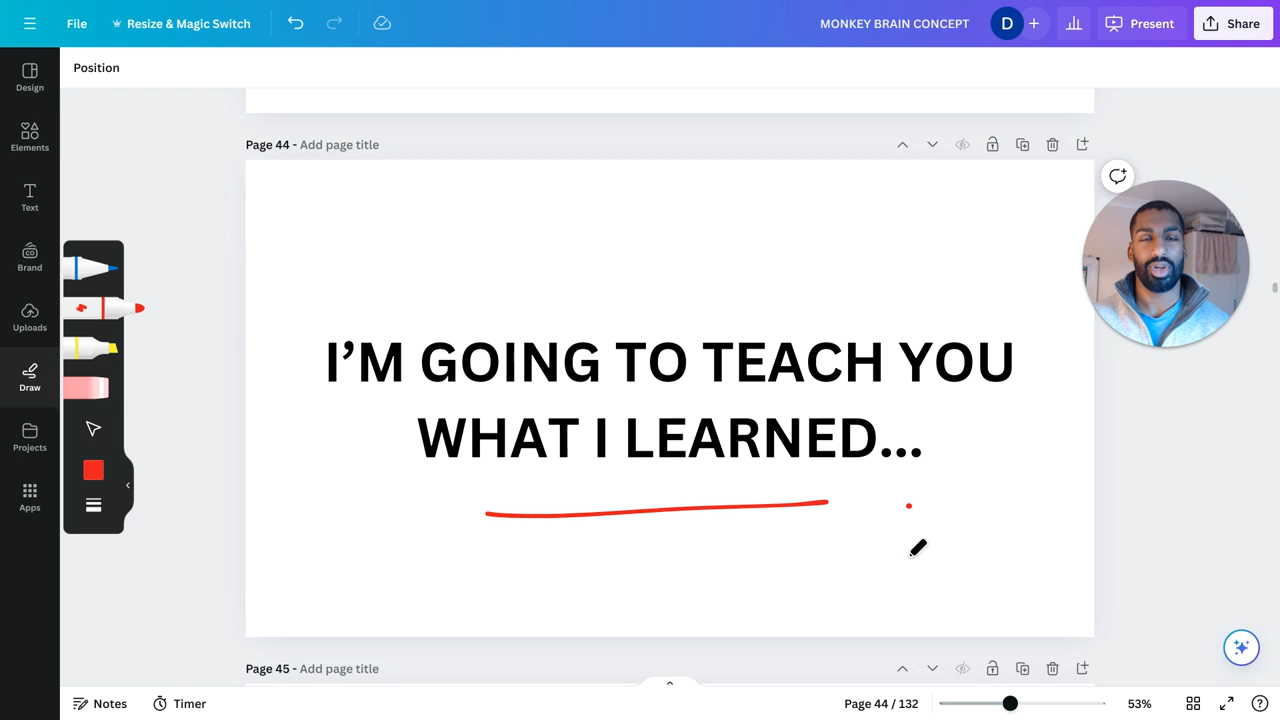 File
Resize & Magic Switch
MONKEY BRAIN CONCEPT
D
+
Present
Share
Design
Elements
Text
Brand
Uploads
Draw
Projects
Apps
Position
Page 44 - Add page title
I'M GOING TO TEACH YOU
WHAT I LEARNED...
Page 45 - Add page title
Notes
Timer
Page 44 / 132
53%